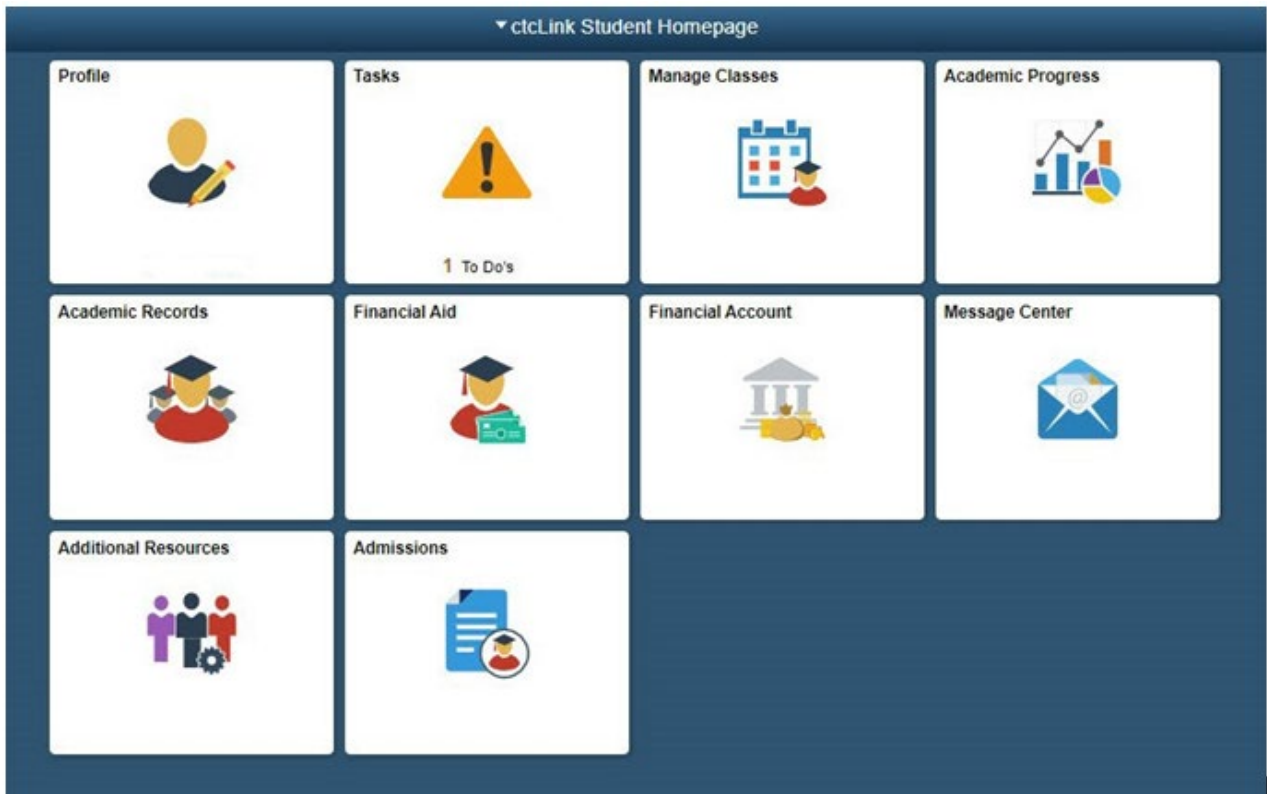 ctcLink Student Homepage
Profile
Tasks
1 To Do's
Manage Classes
Academic Progress
Academic Records
Financial Aid
Financial Account
Message Center
@
Additional Resources
Admissions